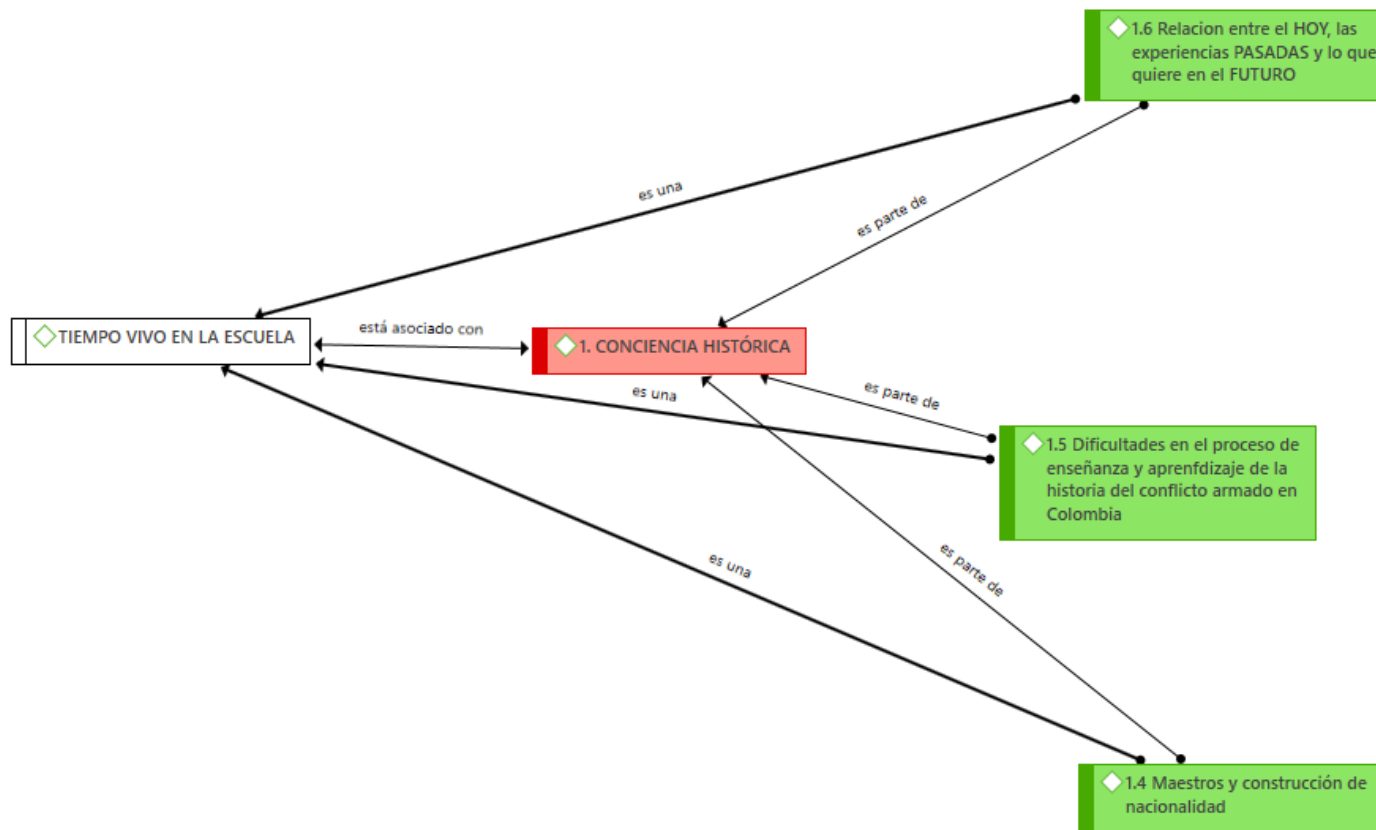 1.6 Relacion entre el HOY, las
experiencias PASADAS y lo que
quiere en el FUTURO
es una
es parte de
TIEMPO VIVO EN LA ESCUELA
está asociado con
1. CONCIENCIA HISTÓRICA
es una
es parte de
1.5 Dificultades en el proceso de
enseñanza y aprenfdizaje de la
historia del conflicto armado en
Colombia
es una
es parte de
1.4 Maestros y construcción de
nacionalidad